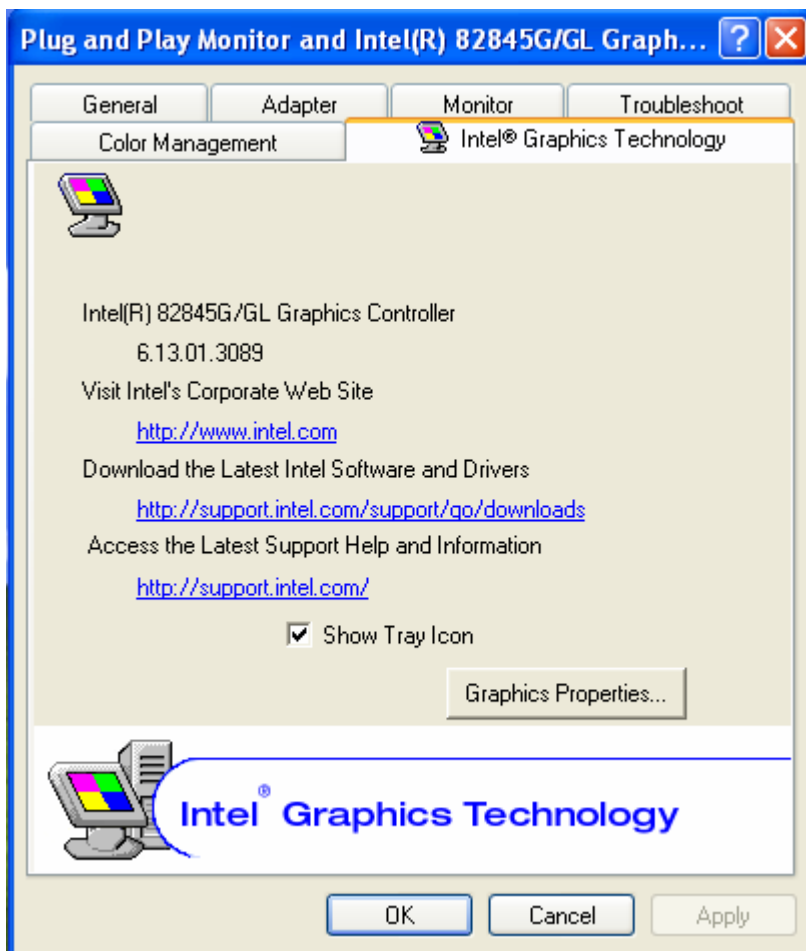 Plug and Play Monitor and Intel(R) 82845G/GL Graph...
General Adapter Monitor Troubleshoot
Color Management Intel® Graphics Technology
Intel(R) 82845G/GL Graphics Controller
6.13.01.3089
Visit Intel's Corporate Web Site
http://www.intel.com
Download the Latest Intel Software and Drivers
http://support.intel.com/support/go/downloads
Access the Latest Support Help and Information
http://support.intel.com/
Show Tray Icon
Graphics Properties...
Intel® Graphics Technology
OK Cancel Apply